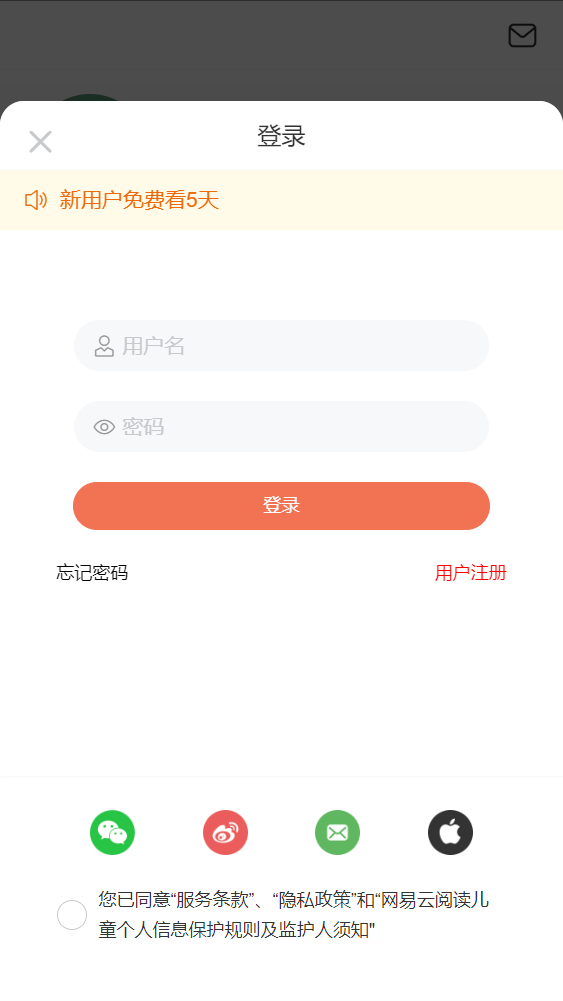 登录
新用户免费看5天
用户名
密码
登录
忘记密码 用户注册
您已同意“服务条款”、“隐私政策”和“网易云阅读儿
童个人信息保护规则及监护人须知"